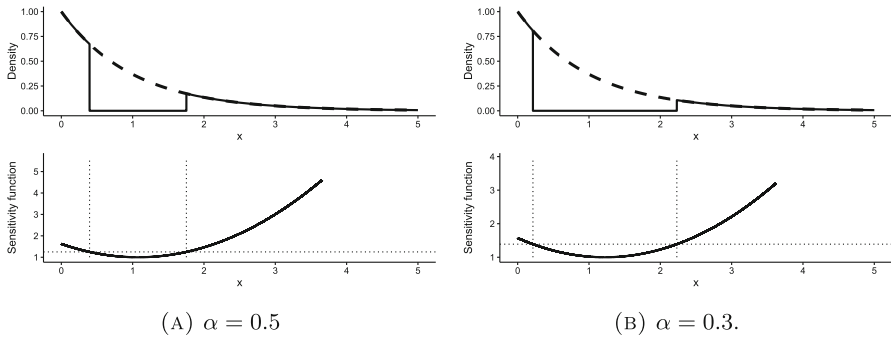 1.00
0.75
0.50
0.25
0.00
Density
0 1 2 3 4 5
x
5
4
3
2
1
Sensitivity function
0 1 2 3 4 5
x
(A) α = 0.5
1.00
0.75
0.50
0.25
0.00
Density
0 1 2 3 4 5
x
4
3
2
1
Sensitivity function
0 1 2 3 4 5
x
(B) α = 0.3.